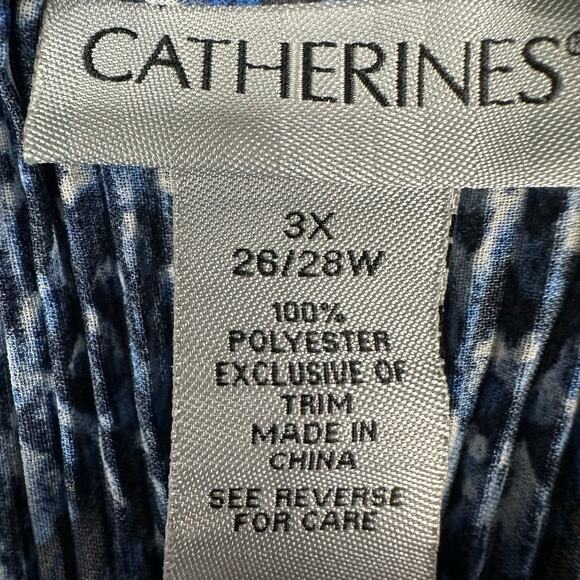 CATHERINES®
3X
26/28W
100%
POLYESTER
EXCLUSIVE OF
TRIM
MADE IN
CHINA
SEE REVERSE
FOR CARE